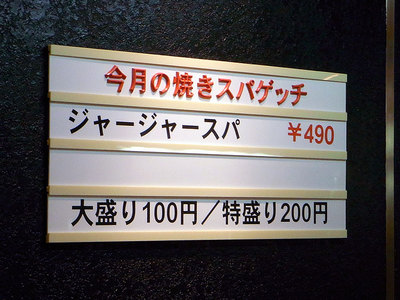 今月の焼きスパゲッチ
ジャージャースパ ￥490
大盛り100円／特盛り200円